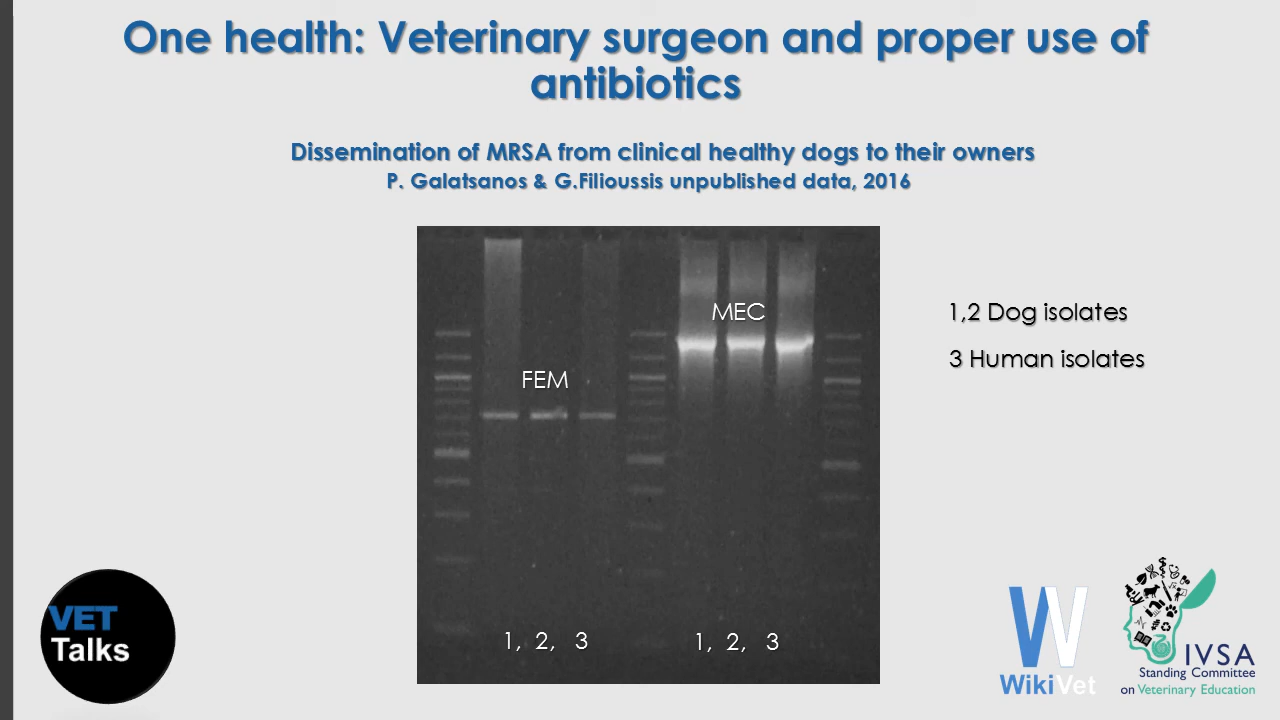 One health: Veterinary surgeon and proper use of
antibiotics
Dissemination of MRSA from clinical healthy dogs to their owners
P. Galatsanos & G.Filioussis unpublished data, 2016
MEC
FEM
1,2 Dog isolates
3 Human isolates
1, 2, 3
1, 2, 3
VET
Talks
W
WikiVet
IVSA
Standing Committee
on Veterinary Education